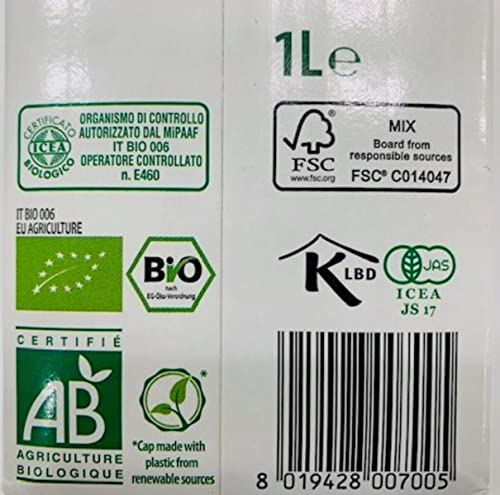 1L e
CERTIFICATO
ICEA
BIOLOGICO
ORGANISMO DI CONTROLLO
AUTORIZZATO DAL MiPAAF
IT BIO 006
OPERATORE CONTROLLATO
n. E460
FSC
www.fsc.org
MIX
Board from
responsible sources
FSC® C014047
IT BIO 006
EU AGRICULTURE
BIO
nach
EG-Öko-Verordnung
K LBD
JAS
ICEA
JS 17
CERTIFIÉ
AB
AGRICULTURE
BIOLOGIQUE
*
*Cap made with
plastic from
renewable sources
8 019428 007005